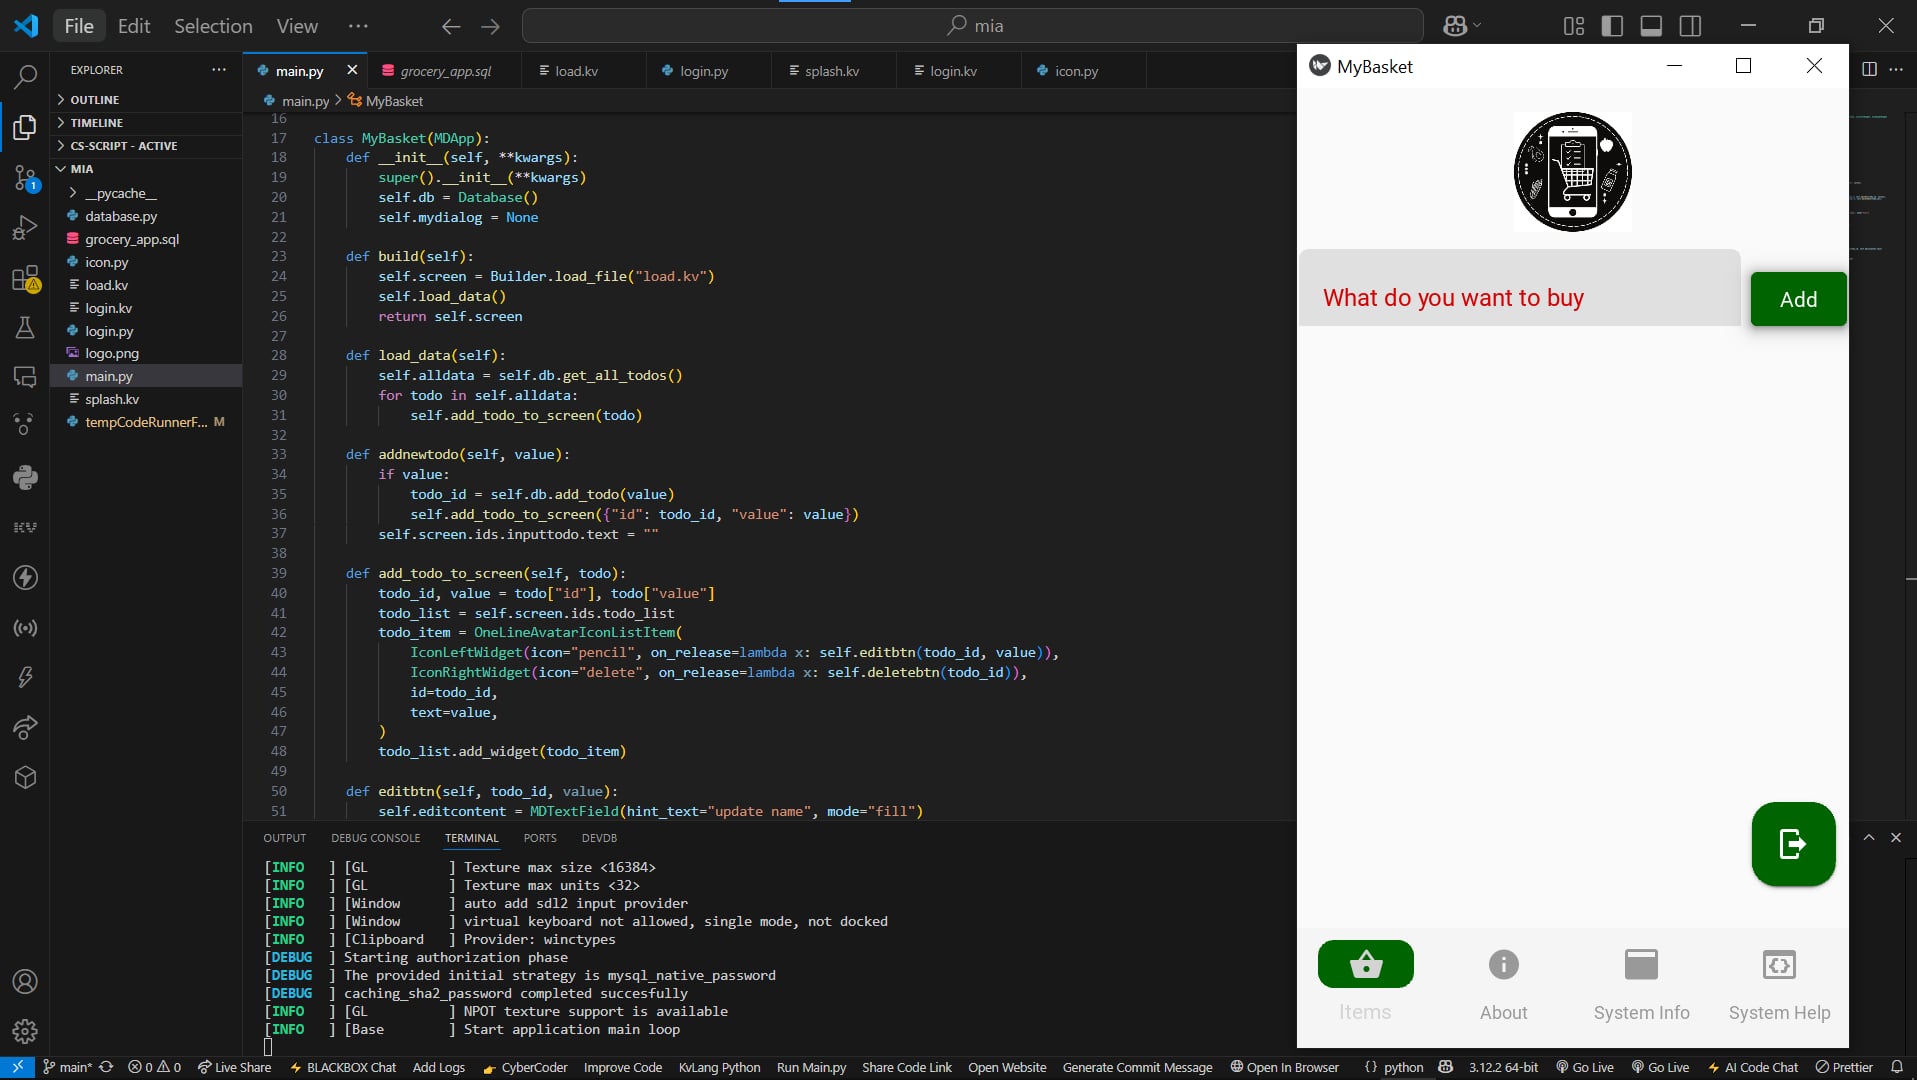 File Edit Selection View ···
mia
EXPLORER ···
OUTLINE
TIMELINE
CS-SCRIPT - ACTIVE
MIA
__pycache__
database.py
grocery_app.sql
icon.py
load.kv
login.kv
login.py
logo.png
main.py
splash.kv
tempCodeRunnerF... M
1
main.py grocery_app.sql load.kv login.py splash.kv login.kv icon.py
main.py > MyBasket
16
17 class MyBasket(MDApp):
18 def __init__(self, **kwargs):
19 super().__init__(**kwargs)
20 self.db = Database()
21 self.mydialog = None
22
23 def build(self):
24 self.screen = Builder.load_file("load.kv")
25 self.load_data()
26 return self.screen
27
28 def load_data(self):
29 self.alldata = self.db.get_all_todos()
30 for todo in self.alldata:
31 self.add_todo_to_screen(todo)
32
33 def addnewtodo(self, value):
34 if value:
35 todo_id = self.db.add_todo(value)
36 self.add_todo_to_screen({"id": todo_id, "value": value})
37 self.screen.ids.inputtodo.text = ""
38
39 def add_todo_to_screen(self, todo):
40 todo_id, value = todo["id"], todo["value"]
41 todo_list = self.screen.ids.todo_list
42 todo_item = OneLineAvatarIconListItem(
43 IconLeftWidget(icon="pencil", on_release=lambda x: self.editbtn(todo_id, value)),
44 IconRightWidget(icon="delete", on_release=lambda x: self.deletebtn(todo_id)),
45 id=todo_id,
46 text=value,
47 )
48 todo_list.add_widget(todo_item)
49
50 def editbtn(self, todo_id, value):
51 self.editcontent = MDTextField(hint_text="update name", mode="fill")
OUTPUT DEBUG CONSOLE TERMINAL PORTS DEVDB
[INFO ] [GL ] Texture max size <16384>
[INFO ] [GL ] Texture max units <32>
[INFO ] [Window ] auto add sdl2 input provider
[INFO ] [Window ] virtual keyboard not allowed, single mode, not docked
[INFO ] [Clipboard ] Provider: winctypes
[DEBUG ] Starting authorization phase
[DEBUG ] The provided initial strategy is mysql_native_password
[DEBUG ] caching_sha2_password completed succesfully
[INFO ] [GL ] NPOT texture support is available
[INFO ] [Base ] Start application main loop
MyBasket
What do you want to buy
Add
Items About System Info System Help
main* 0 0 Live Share BLACKBOX Chat Add Logs CyberCoder Improve Code KvLang Python Run Main.py Share Code Link Open Website Generate Commit Message Open In Browser { } python 3.12.2 64-bit Go Live Go Live AI Code Chat Prettier